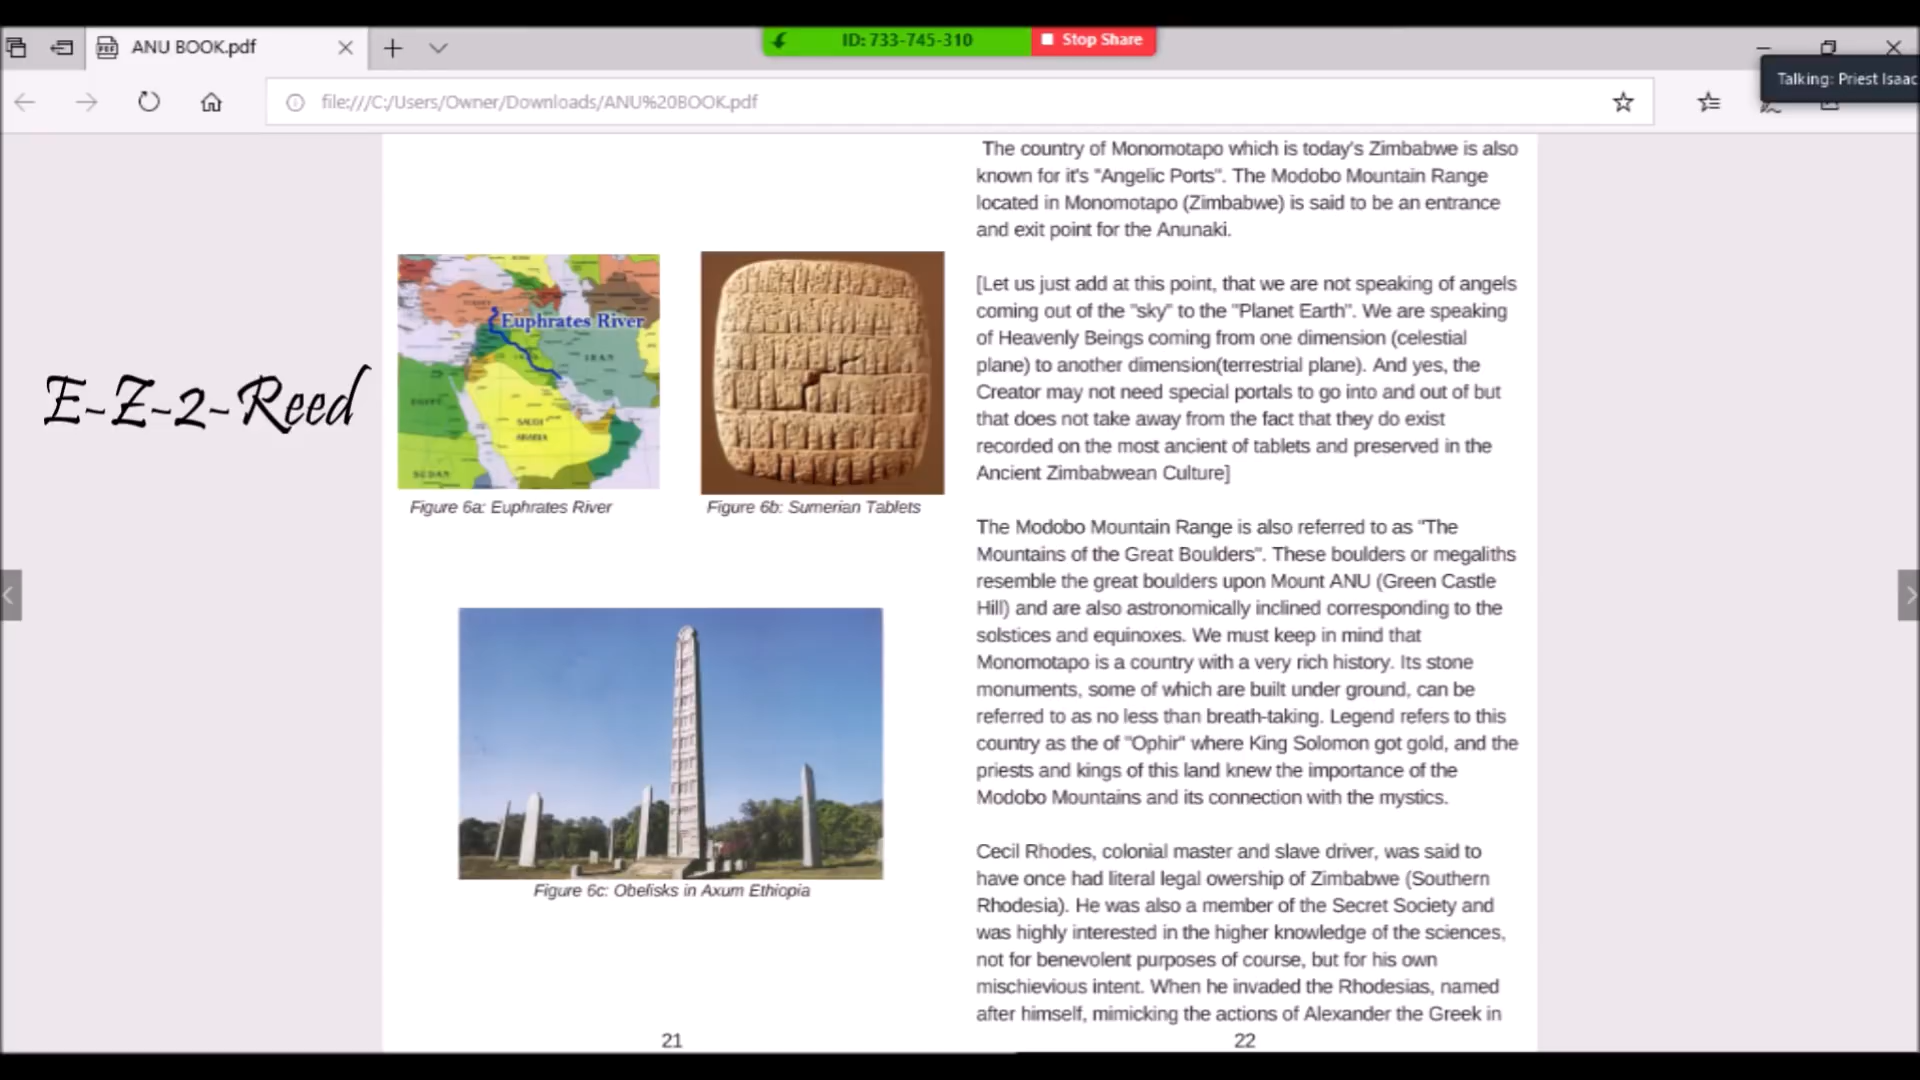 ANU BOOK.pdf
ID: 733-745-310
Stop Share
Talking: Priest Isaac
file:///C:/Users/Owner/Downloads/ANU%20BOOK.pdf
E-Z-2-Reed
Euphrates River
IRAN
EGYPT
SAUDI
ARABIA
SUDAN
Figure 6a: Euphrates River
Figure 6b: Sumerian Tablets
Figure 6c: Obelisks in Axum Ethiopia
21
The country of Monomotapo which is today's Zimbabwe is also
known for it's "Angelic Ports". The Modobo Mountain Range
located in Monomotapo (Zimbabwe) is said to be an entrance
and exit point for the Anunaki.
[Let us just add at this point, that we are not speaking of angels
coming out of the "sky" to the "Planet Earth". We are speaking
of Heavenly Beings coming from one dimension (celestial
plane) to another dimension(terrestrial plane). And yes, the
Creator may not need special portals to go into and out of but
that does not take away from the fact that they do exist
recorded on the most ancient of tablets and preserved in the
Ancient Zimbabwean Culture]
The Modobo Mountain Range is also referred to as "The
Mountains of the Great Boulders". These boulders or megaliths
resemble the great boulders upon Mount ANU (Green Castle
Hill) and are also astronomically inclined corresponding to the
solstices and equinoxes. We must keep in mind that
Monomotapo is a country with a very rich history. Its stone
monuments, some of which are built under ground, can be
referred to as no less than breath-taking. Legend refers to this
country as the of "Ophir" where King Solomon got gold, and the
priests and kings of this land knew the importance of the
Modobo Mountains and its connection with the mystics.
Cecil Rhodes, colonial master and slave driver, was said to
have once had literal legal owership of Zimbabwe (Southern
Rhodesia). He was also a member of the Secret Society and
was highly interested in the higher knowledge of the sciences,
not for benevolent purposes of course, but for his own
mischievious intent. When he invaded the Rhodesias, named
after himself, mimicking the actions of Alexander the Greek in
22